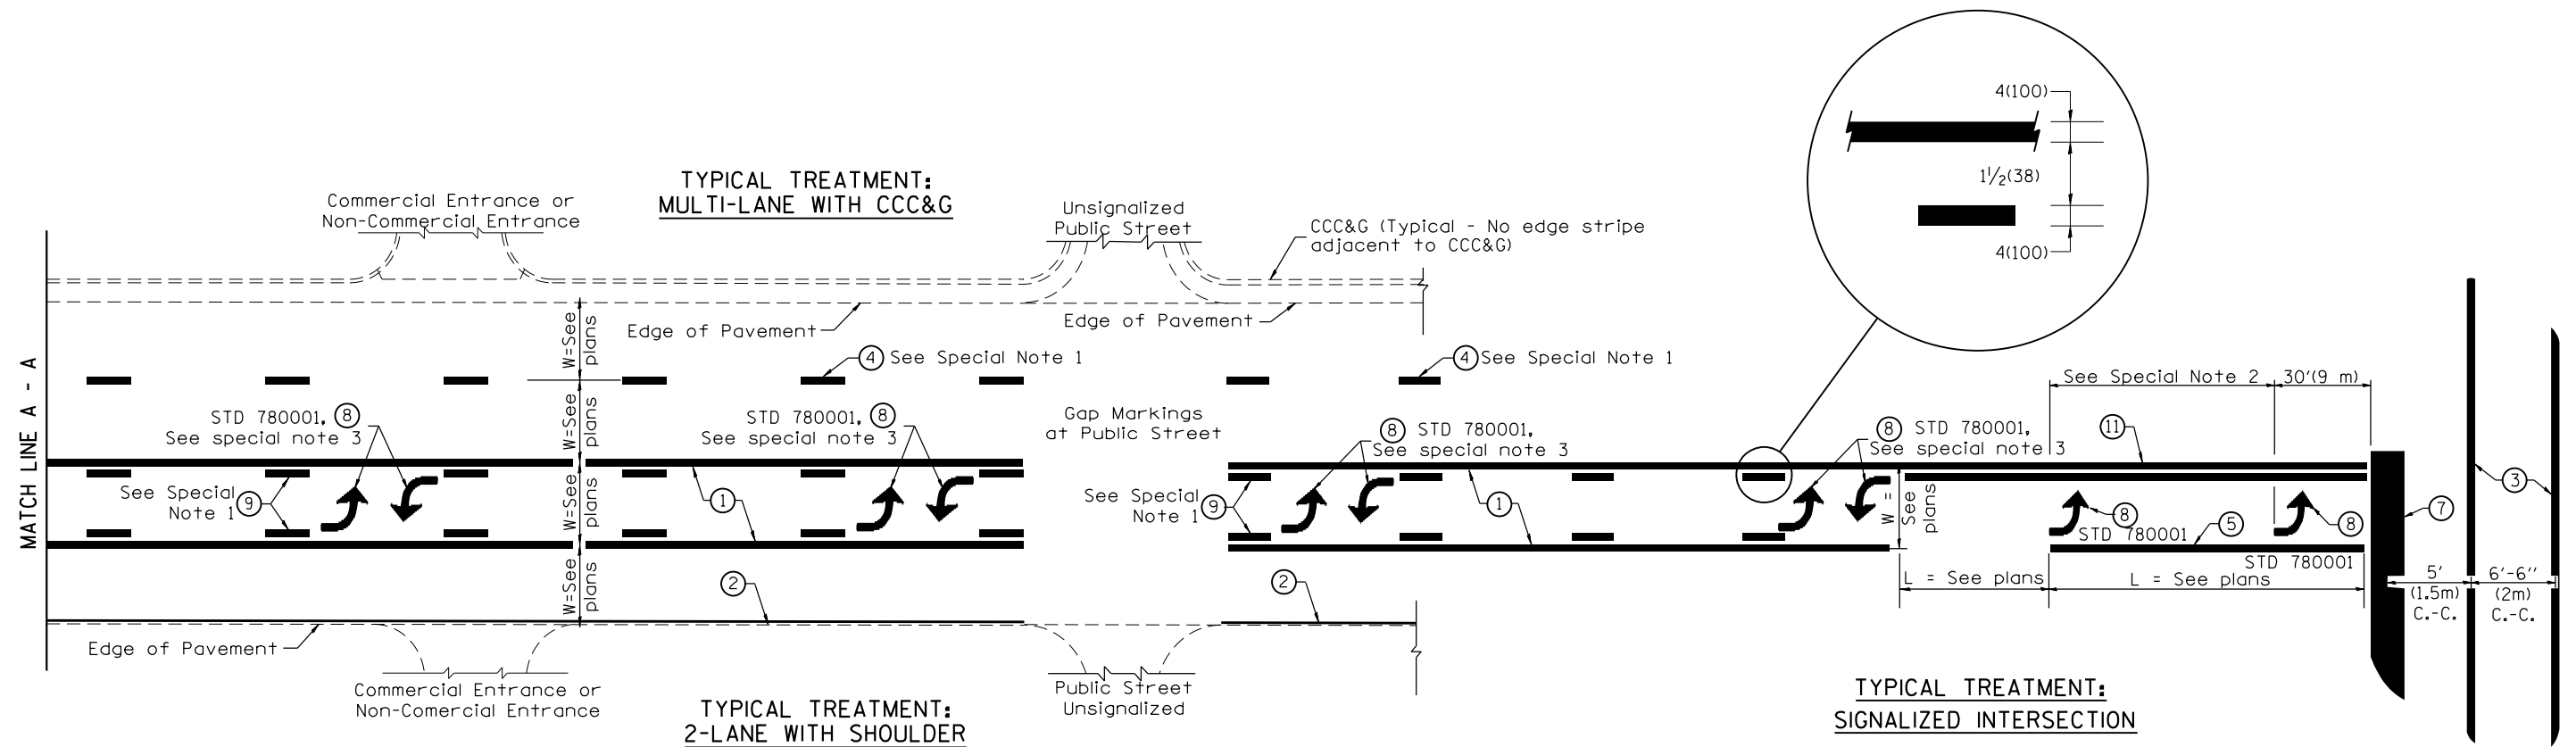 4(100)
1 1/2(38)
4(100)
TYPICAL TREATMENT:
MULTI-LANE WITH CCC&G
Commercial Entrance or
Non-Commercial Entrance
Unsignalized
Public Street
CCC&G (Typical - No edge stripe
adjacent to CCC&G)
Edge of Pavement
Edge of Pavement
MATCH LINE A - A
W=See
plans
W=See
plans
W=See
plans
W=See
plans
4 See Special Note 1
4 See Special Note 1
See Special Note 2
30'(9 m)
STD 780001, 8
See special note 3
STD 780001, 8
See special note 3
Gap Markings
at Public Street
8 STD 780001,
See special note 3
8 STD 780001,
See special note 3
11
See Special
Note 1
9
1
See Special
Note 1
9
1
W =
See
plans
8
STD 780001
5
8
STD 780001
7
3
2
2
L = See plans
L = See plans
5'
(1.5m)
C.-C.
6'-6"
(2m)
C.-C.
Edge of Pavement
Commercial Entrance or
Non-Comercial Entrance
Public Street
Unsignalized
TYPICAL TREATMENT:
2-LANE WITH SHOULDER
TYPICAL TREATMENT:
SIGNALIZED INTERSECTION